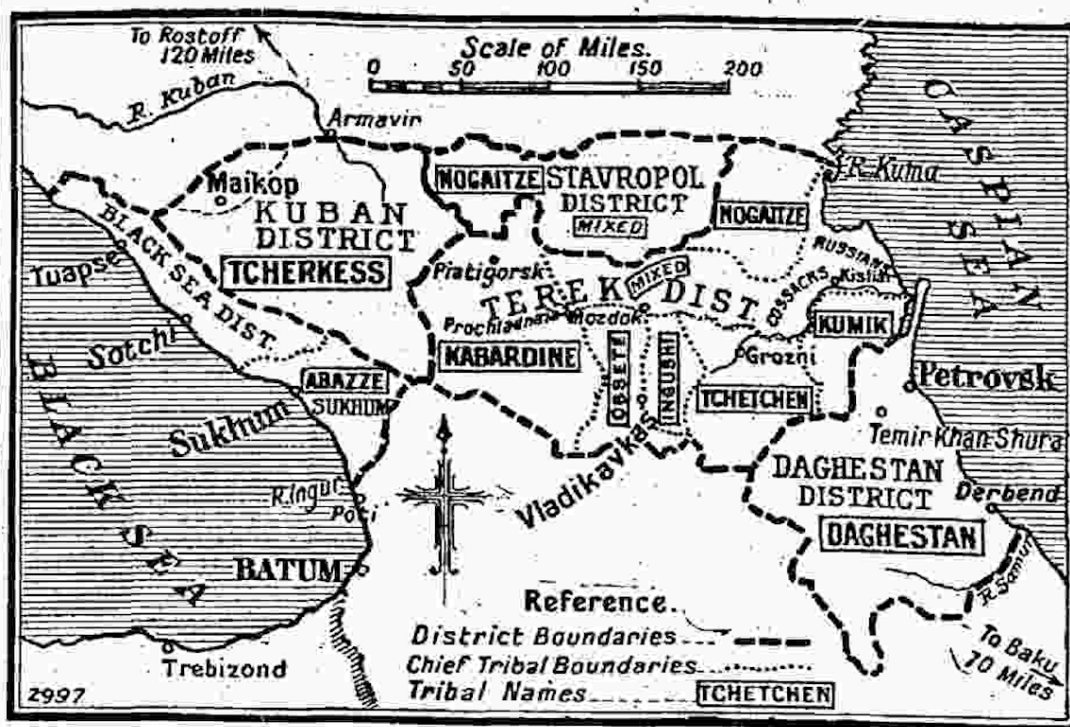 To Rostoff
120 Miles
Scale of Miles.
0 50 100 150 200
R. Kuban
Armavir
CASPIAN SEA
R. Kuma
Maikop
NOGAITZE
STAVROPOL
DISTRICT
MIXED
NOGAITZE
KUBAN
DISTRICT
TCHERKESS
BLACK SEA DIST
Tuapse
Piatigorsk
MIXED
TEREK DIST
RUSSIAN
COSSACKS
Prochladnaia
Mozdok
KUMIK
Sotchi
KABARDINE
OSSETE
INGUSHI
Grozni
TCHETCHEN
Petrovsk
ABAZZE
SUKHUM
BLACK SEA
Sukhum
Temir Khan Shura
DAGHESTAN
DISTRICT
Derbend
R. Ingur
Poti
Vladikavkas
DAGHESTAN
BATUM
R. Samur
Reference.
District Boundaries
Chief Tribal Boundaries
Tribal Names TCHETCHEN
To Baku
70 Miles
Trebizond
2997